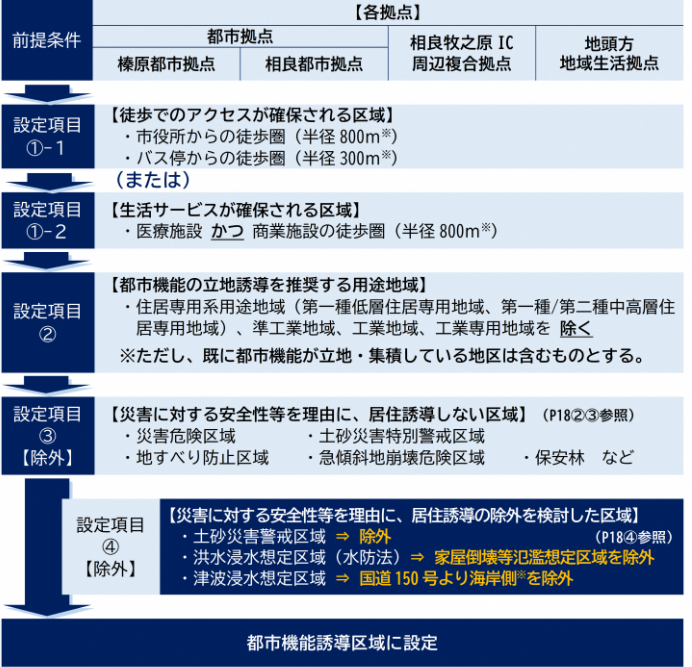 前提条件
【各拠点】
都市拠点
榛原都市拠点
相良都市拠点
相良牧之原 IC
周辺複合拠点
地頭方
地域生活拠点
設定項目
①-1
【徒歩でのアクセスが確保される区域】
・市役所からの徒歩圏（半径 800m※）
・バス停からの徒歩圏（半径 300m※）
（または）
設定項目
①-2
【生活サービスが確保される区域】
・医療施設 かつ 商業施設の徒歩圏（半径 800m※）
設定項目
②
【都市機能の立地誘導を推奨する用途地域】
・住居専用系用途地域（第一種低層住居専用地域、第一種/第二種中高層住
居専用地域）、準工業地域、工業地域、工業専用地域を 除く
※ただし、既に都市機能が立地・集積している地区は含むものとする。
設定項目
③
【除外】
【災害に対する安全性等を理由に、居住誘導しない区域】（P18②③参照）
・災害危険区域 ・土砂災害特別警戒区域
・地すべり防止区域 ・急傾斜地崩壊危険区域 ・保安林 など
設定項目
④
【除外】
【災害に対する安全性等を理由に、居住誘導の除外を検討した区域】
・土砂災害警戒区域 ⇒ 除外 （P18④参照）
・洪水浸水想定区域（水防法）⇒ 家屋倒壊等氾濫想定区域を除外
・津波浸水想定区域 ⇒ 国道 150 号より海岸側※を除外
都市機能誘導区域に設定